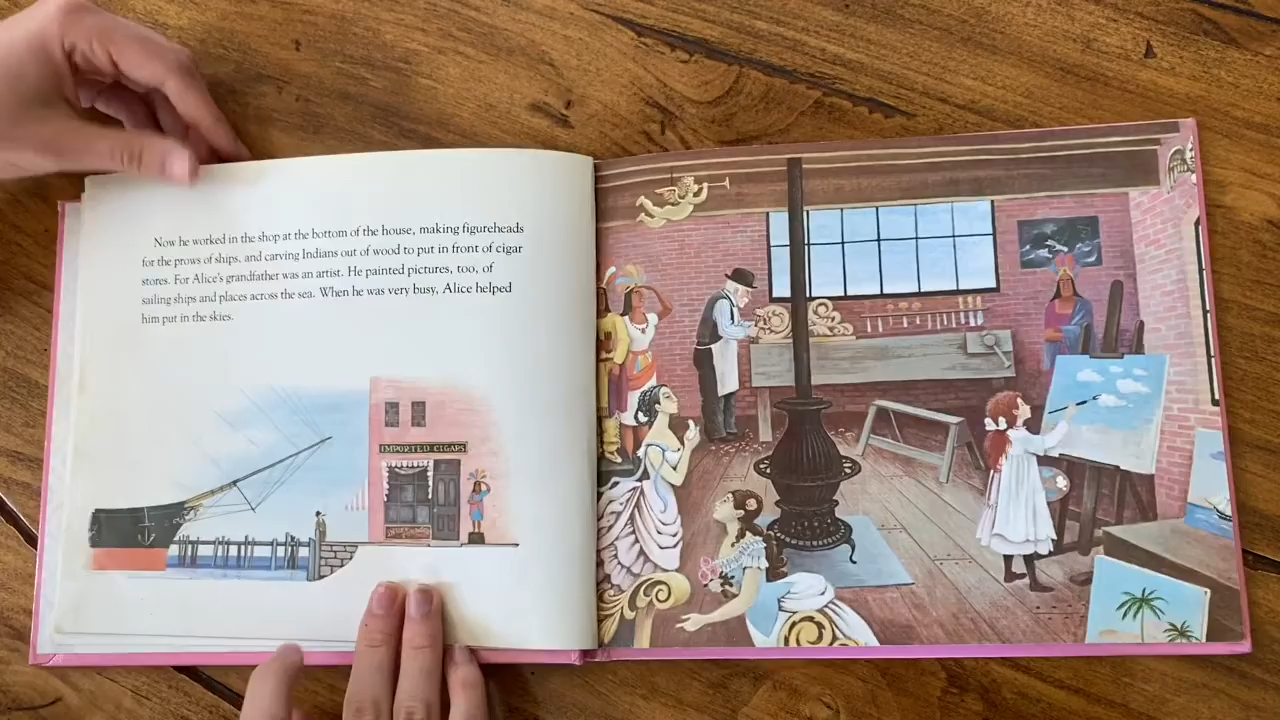 Now he worked in the shop at the bottom of the house, making figureheads
for the prows of ships, and carving Indians out of wood to put in front of cigar
stores. For Alice's grandfather was an artist. He painted pictures, too, of
sailing ships and places across the sea. When he was very busy, Alice helped
him put in the skies.
IMPORTED CIGARS